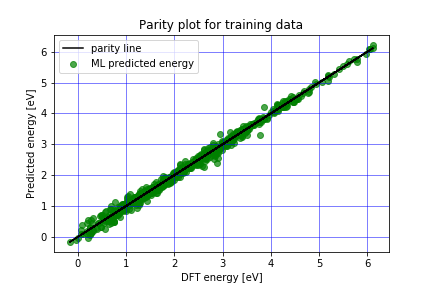 Parity plot for training data
parity line
ML predicted energy
6
5
4
3
2
1
0
Predicted energy [eV]
0 1 2 3 4 5 6
DFT energy [eV]